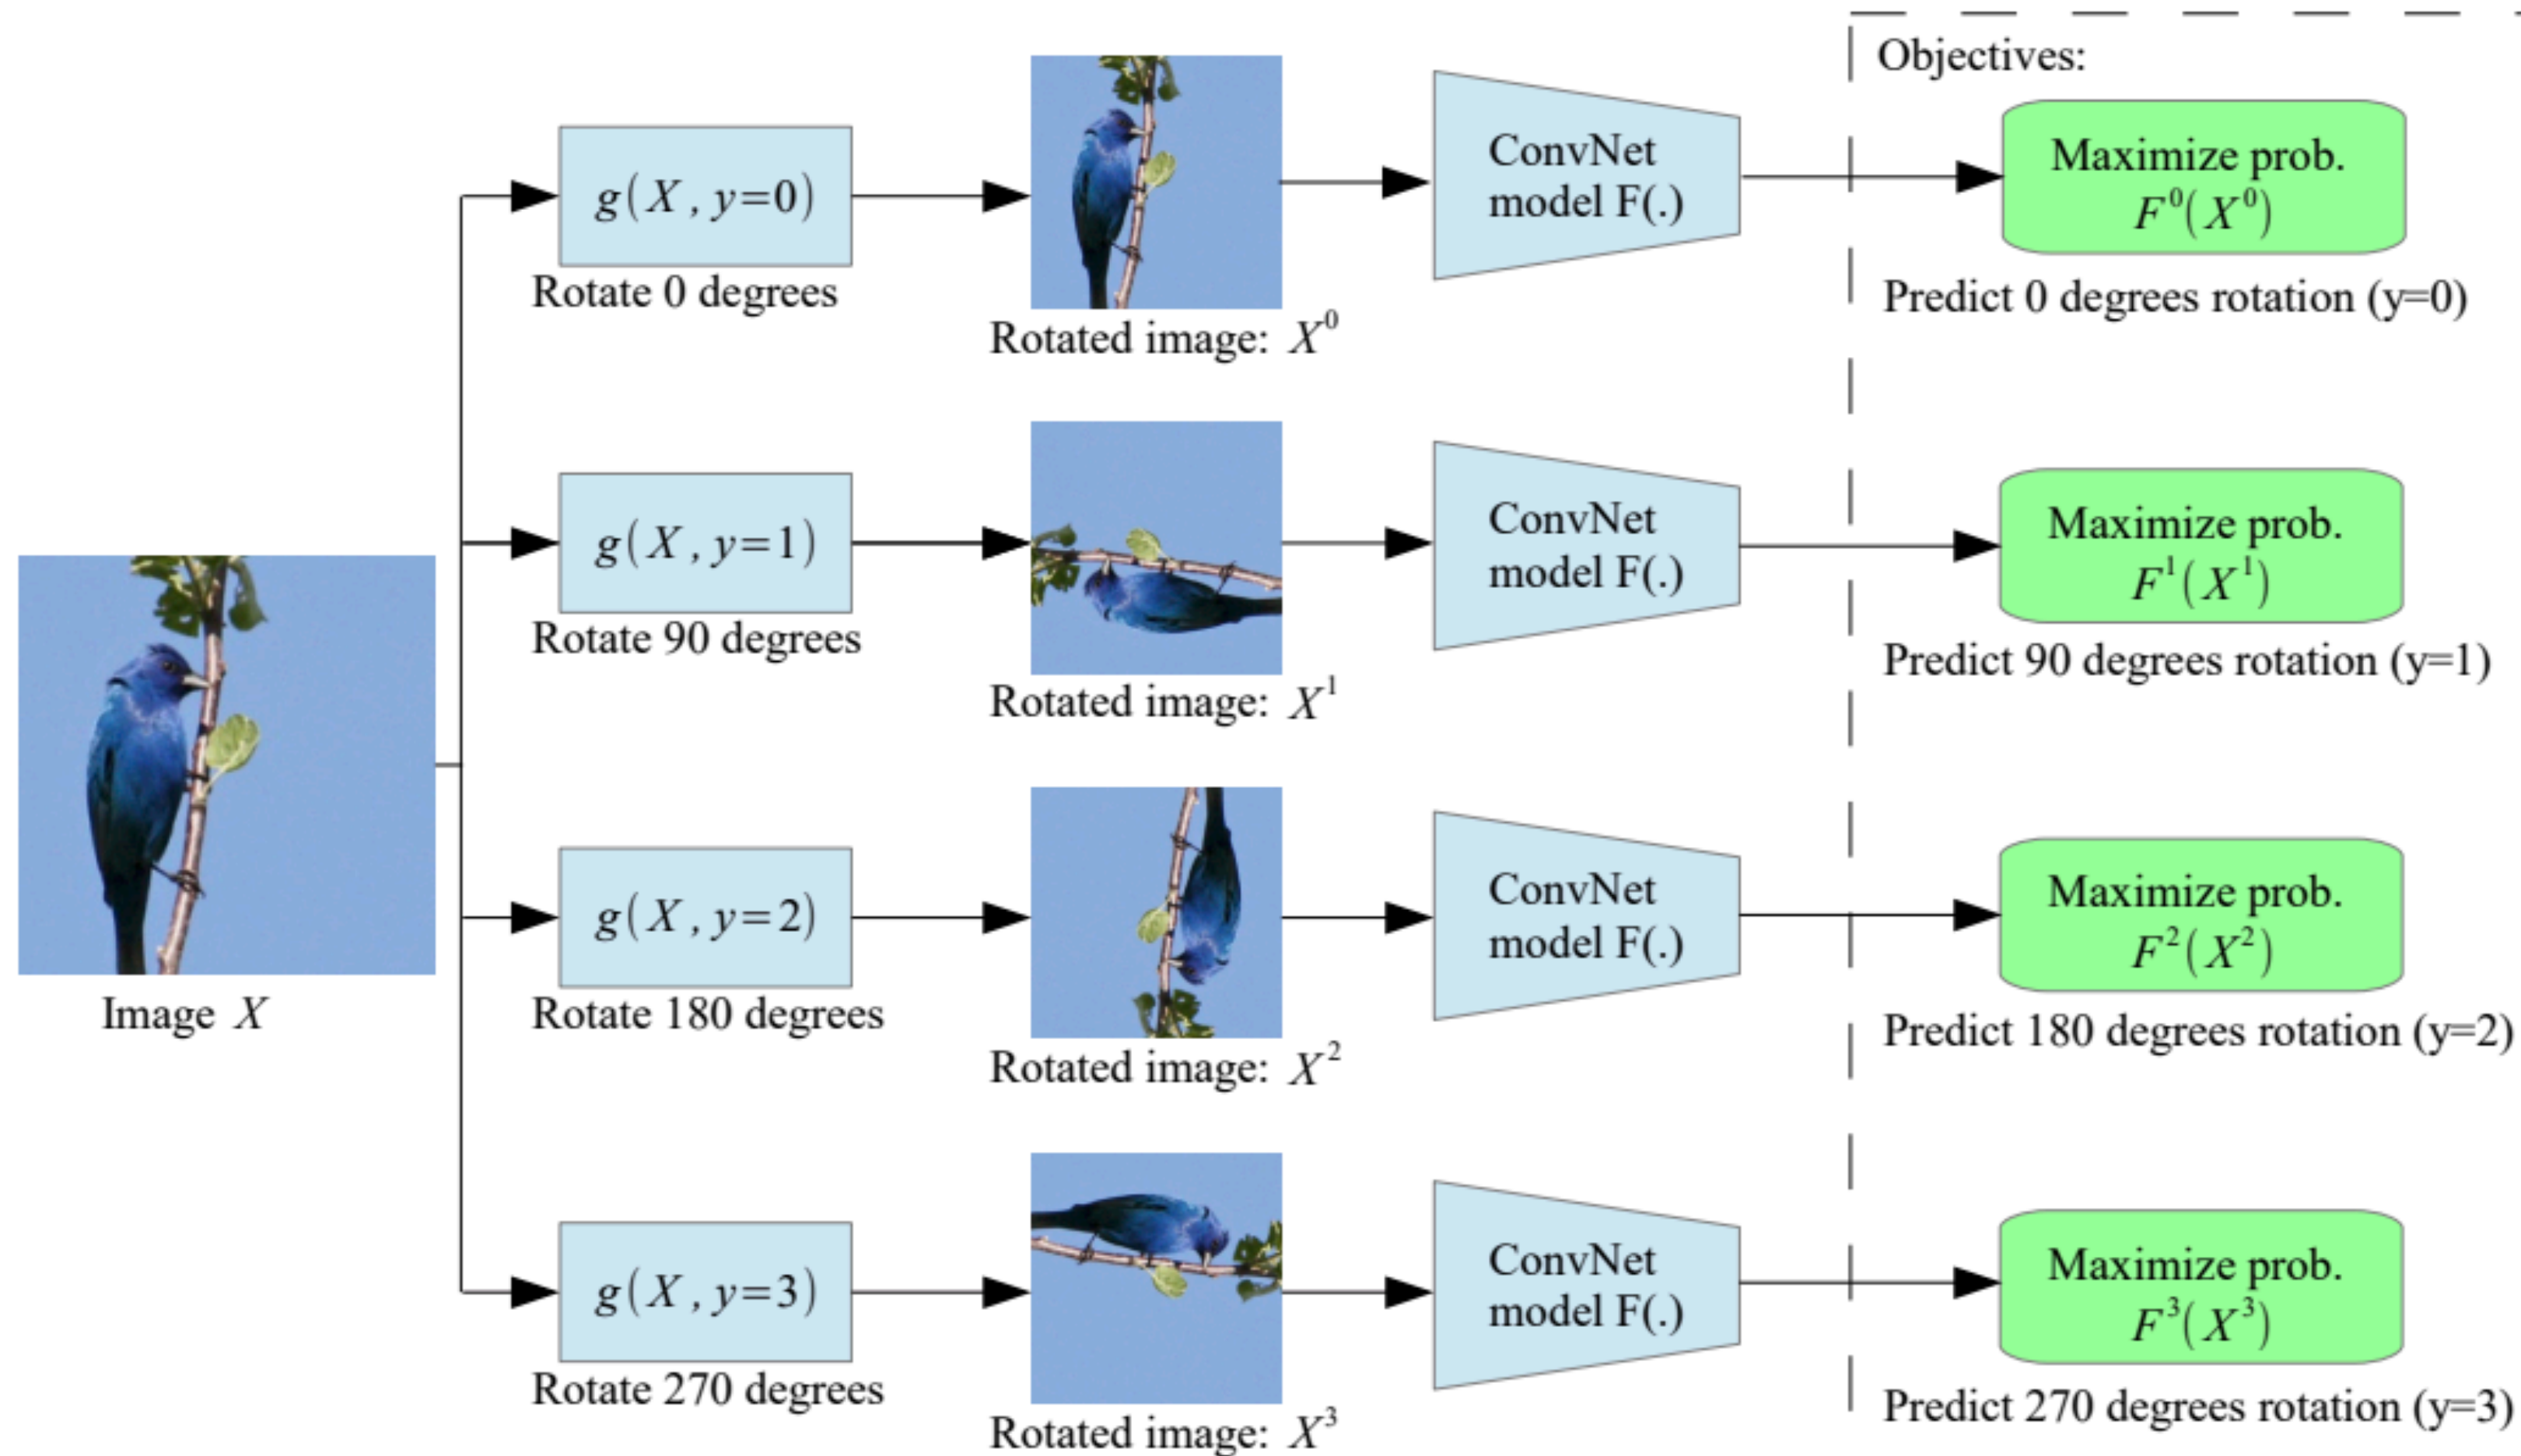 Objectives:
g(X, y=0)
Rotate 0 degrees
Rotated image: X⁰
ConvNet
model F(.)
Maximize prob.
F⁰(X⁰)
Predict 0 degrees rotation (y=0)
g(X, y=1)
Rotate 90 degrees
Rotated image: X¹
ConvNet
model F(.)
Maximize prob.
F¹(X¹)
Predict 90 degrees rotation (y=1)
Image X
g(X, y=2)
Rotate 180 degrees
Rotated image: X²
ConvNet
model F(.)
Maximize prob.
F²(X²)
Predict 180 degrees rotation (y=2)
g(X, y=3)
Rotate 270 degrees
Rotated image: X³
ConvNet
model F(.)
Maximize prob.
F³(X³)
Predict 270 degrees rotation (y=3)